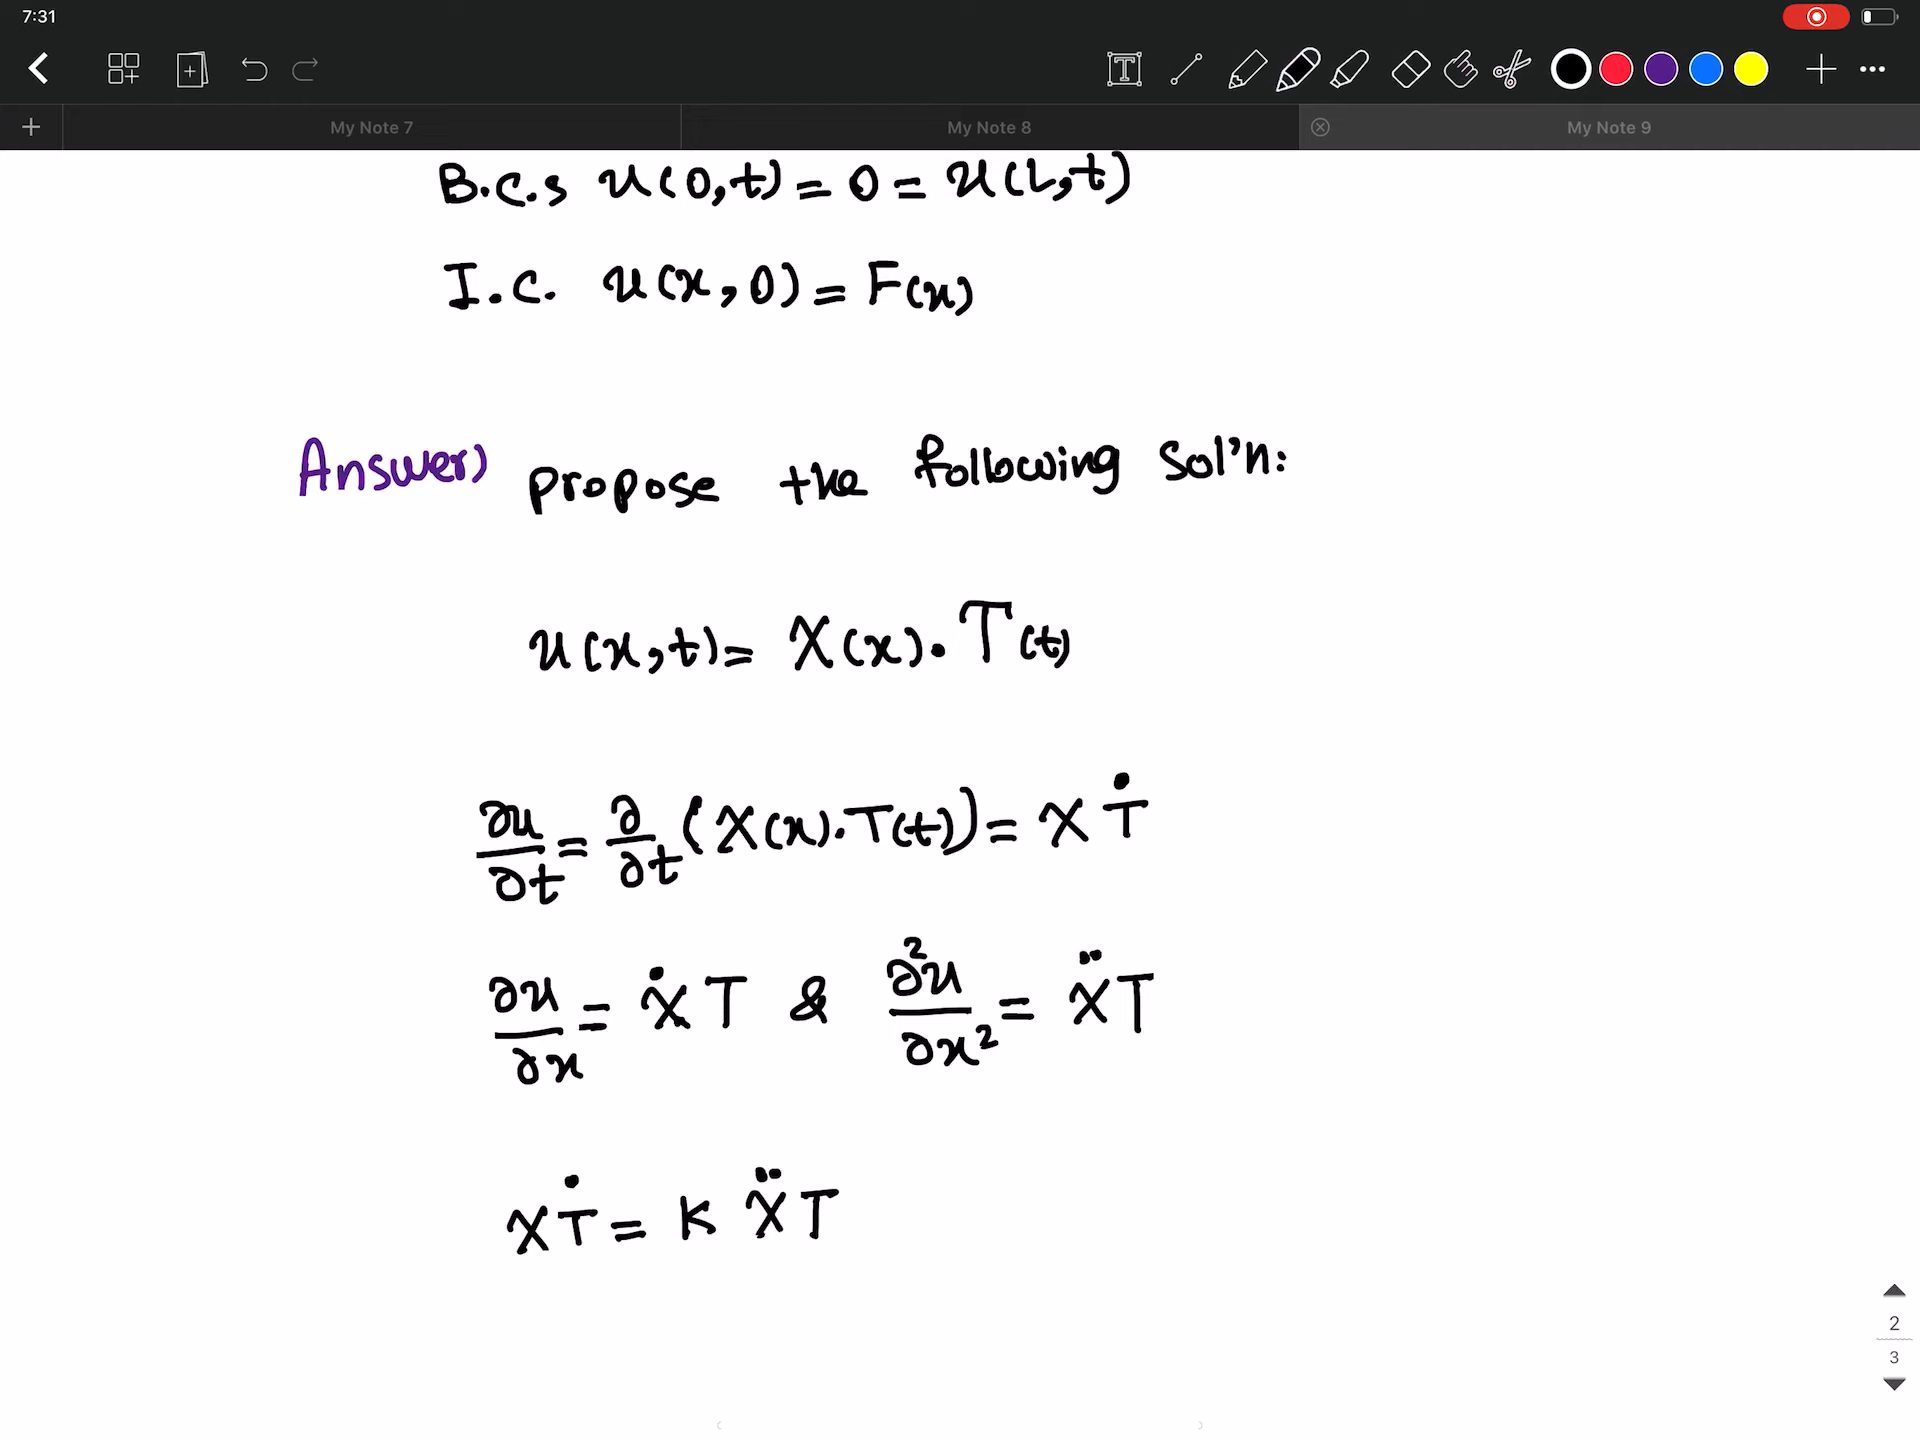 7:31
My Note 7
My Note 8
My Note 9
B.C.s u(0,t) = 0 = u(L,t)
I.C. u(x,0) = F(x)
Answer) propose the following Sol'n:
u(x,t) = X(x). T(t)
∂u/∂t = ∂/∂t (X(x).T(t)) = XṪ
∂u/∂x = ẊT & ∂²u/∂x² = ẌT
XṪ = K ẌT
2
3